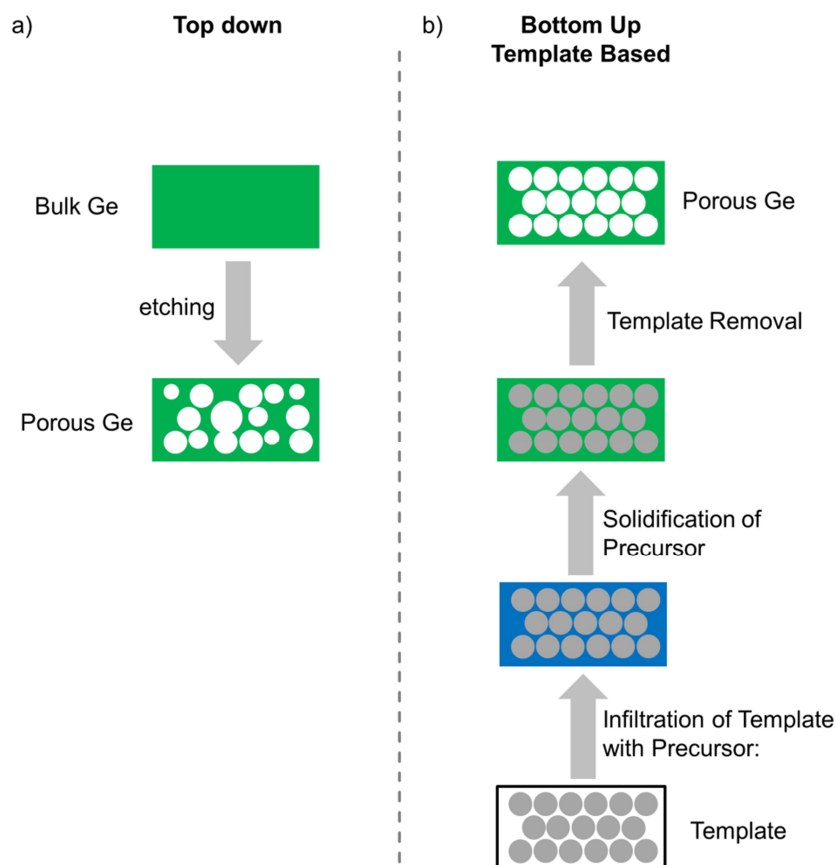 a)
Top down
Bulk Ge
etching
Porous Ge
b)
Bottom Up
Template Based
Porous Ge
Template Removal
Solidification of
Precursor
Infiltration of Template
with Precursor:
Template